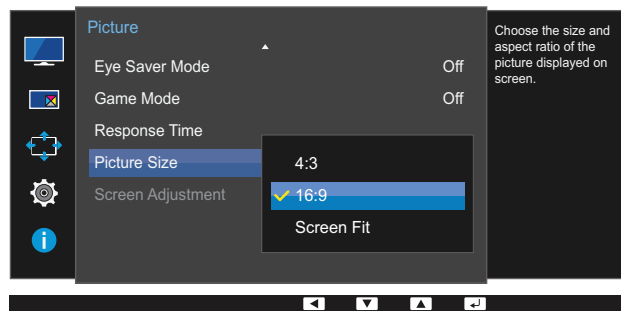 Picture
Eye Saver Mode Off
Game Mode Off
Response Time
Picture Size
Screen Adjustment
4:3
16:9
Screen Fit
Choose the size and
aspect ratio of the
picture displayed on
screen.